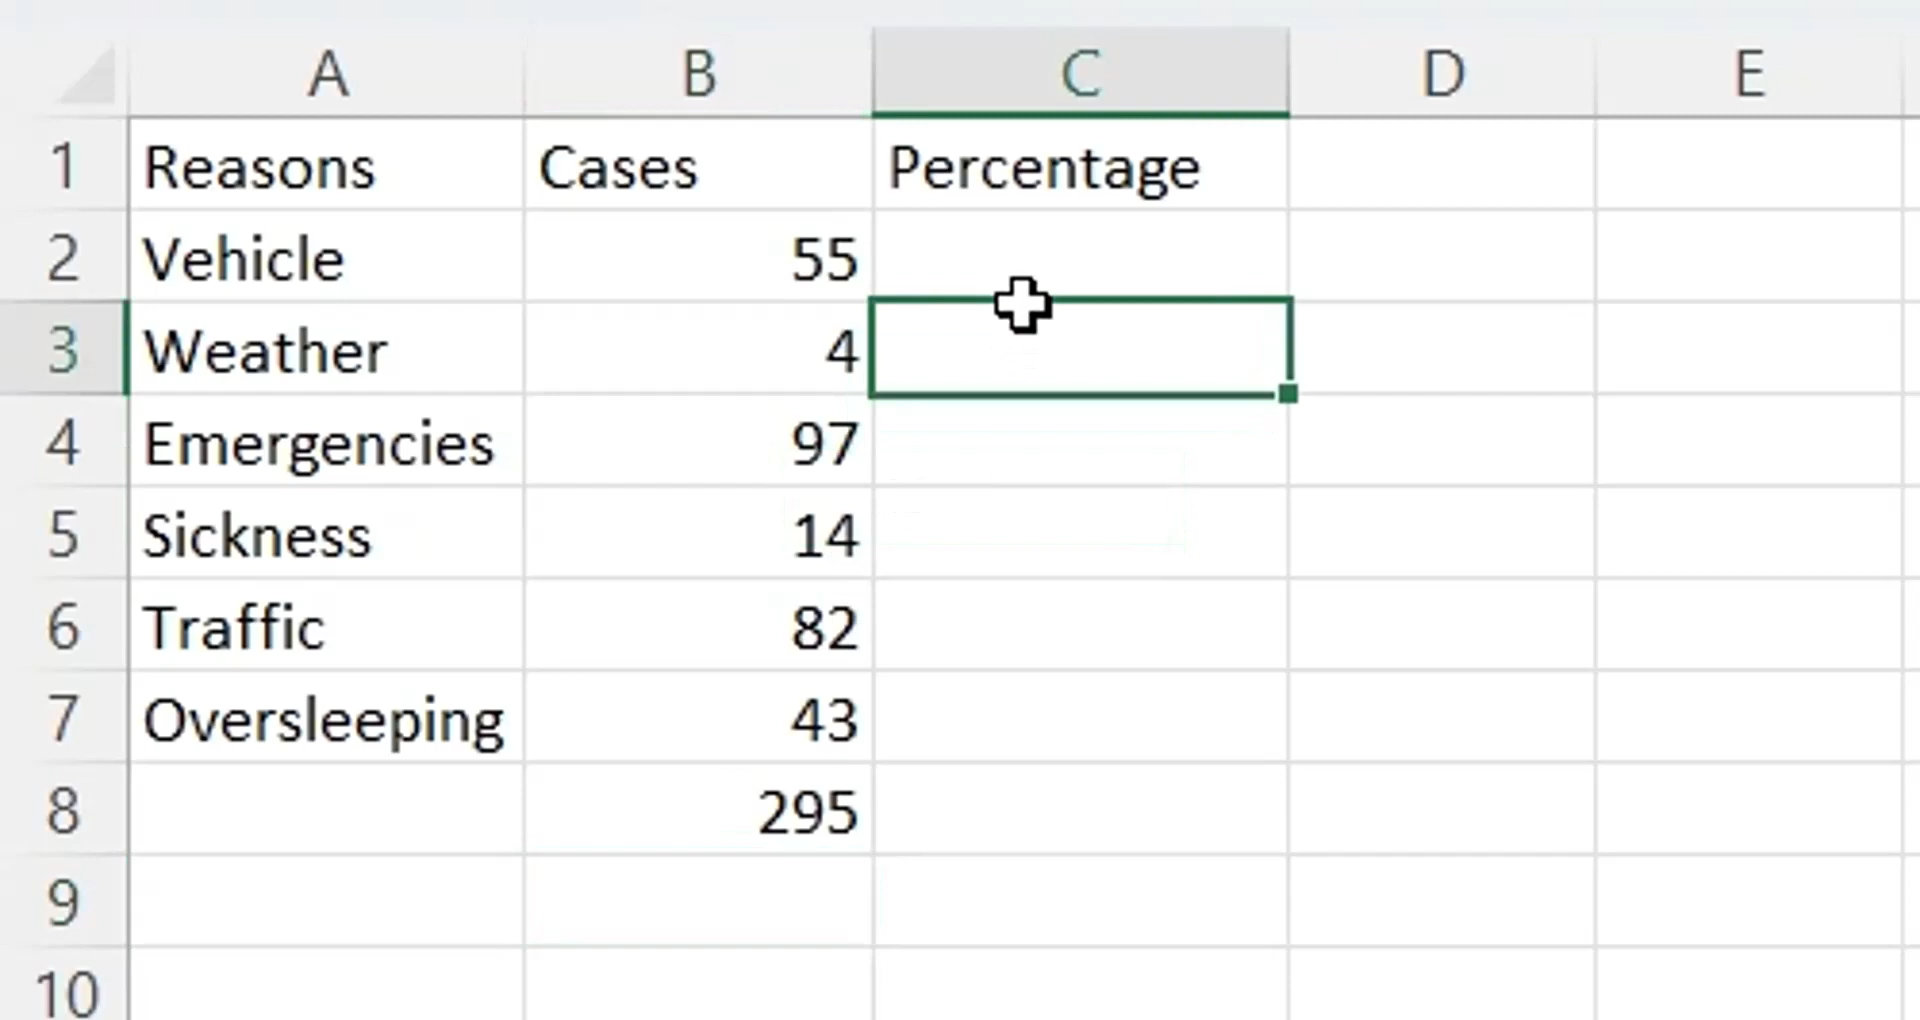 A B C D E
1 Reasons Cases Percentage
2 Vehicle 55
3 Weather 4
4 Emergencies 97
5 Sickness 14
6 Traffic 82
7 Oversleeping 43
8 295
9
10